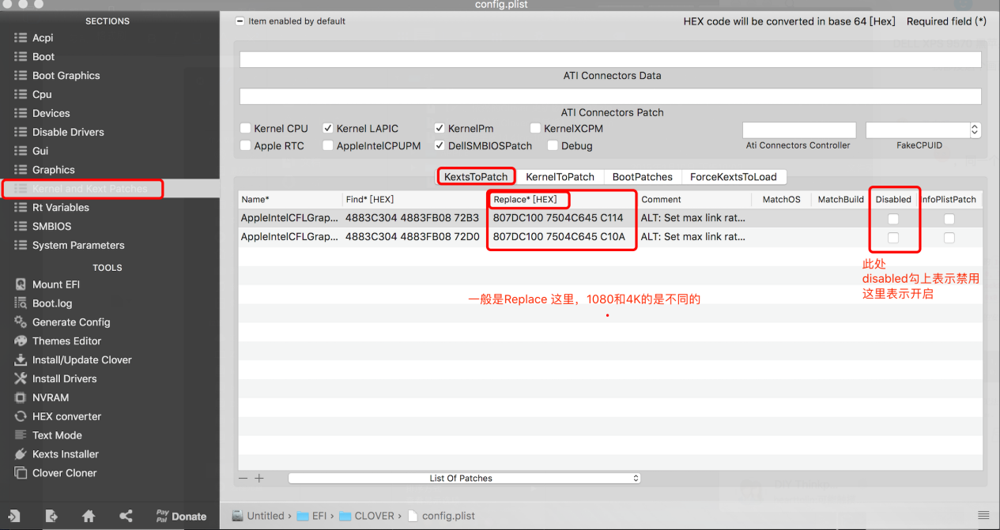 config.plist
SECTIONS
Acpi
Boot
Boot Graphics
Cpu
Devices
Disable Drivers
Gui
Graphics
Kernel and Kext Patches
Rt Variables
SMBIOS
System Parameters
TOOLS
Mount EFI
Boot.log
Generate Config
Themes Editor
Install/Update Clover
Install Drivers
NVRAM
HEX converter
Text Mode
Kexts Installer
Clover Cloner
Pay Pal Donate
Item enabled by default
HEX code will be converted in base 64 [Hex] Required field (*)
ATI Connectors Data
ATI Connectors Patch
Kernel CPU Kernel LAPIC KernelPm KernelXCPM
Apple RTC AppleIntelCPUPM DellSMBIOSPatch Debug
Ati Connectors Controller FakeCPUID
KextsToPatch KernelToPatch BootPatches ForceKextsToLoad
Name* Find* [HEX] Replace* [HEX] Comment MatchOS MatchBuild Disabled nfoPlistPatch
AppleIntelCFLGrap... 4883C304 4883FB08 72B3 807DC100 7504C645 C114 ALT: Set max link rat...
AppleIntelCFLGrap... 4883C304 4883FB08 72D0 807DC100 7504C645 C10A ALT: Set max link rat...
此处
disabled勾上表示禁用
这里表示开启
一般是Replace 这里，1080和4K的是不同的
List Of Patches
Untitled › EFI › CLOVER › config.plist